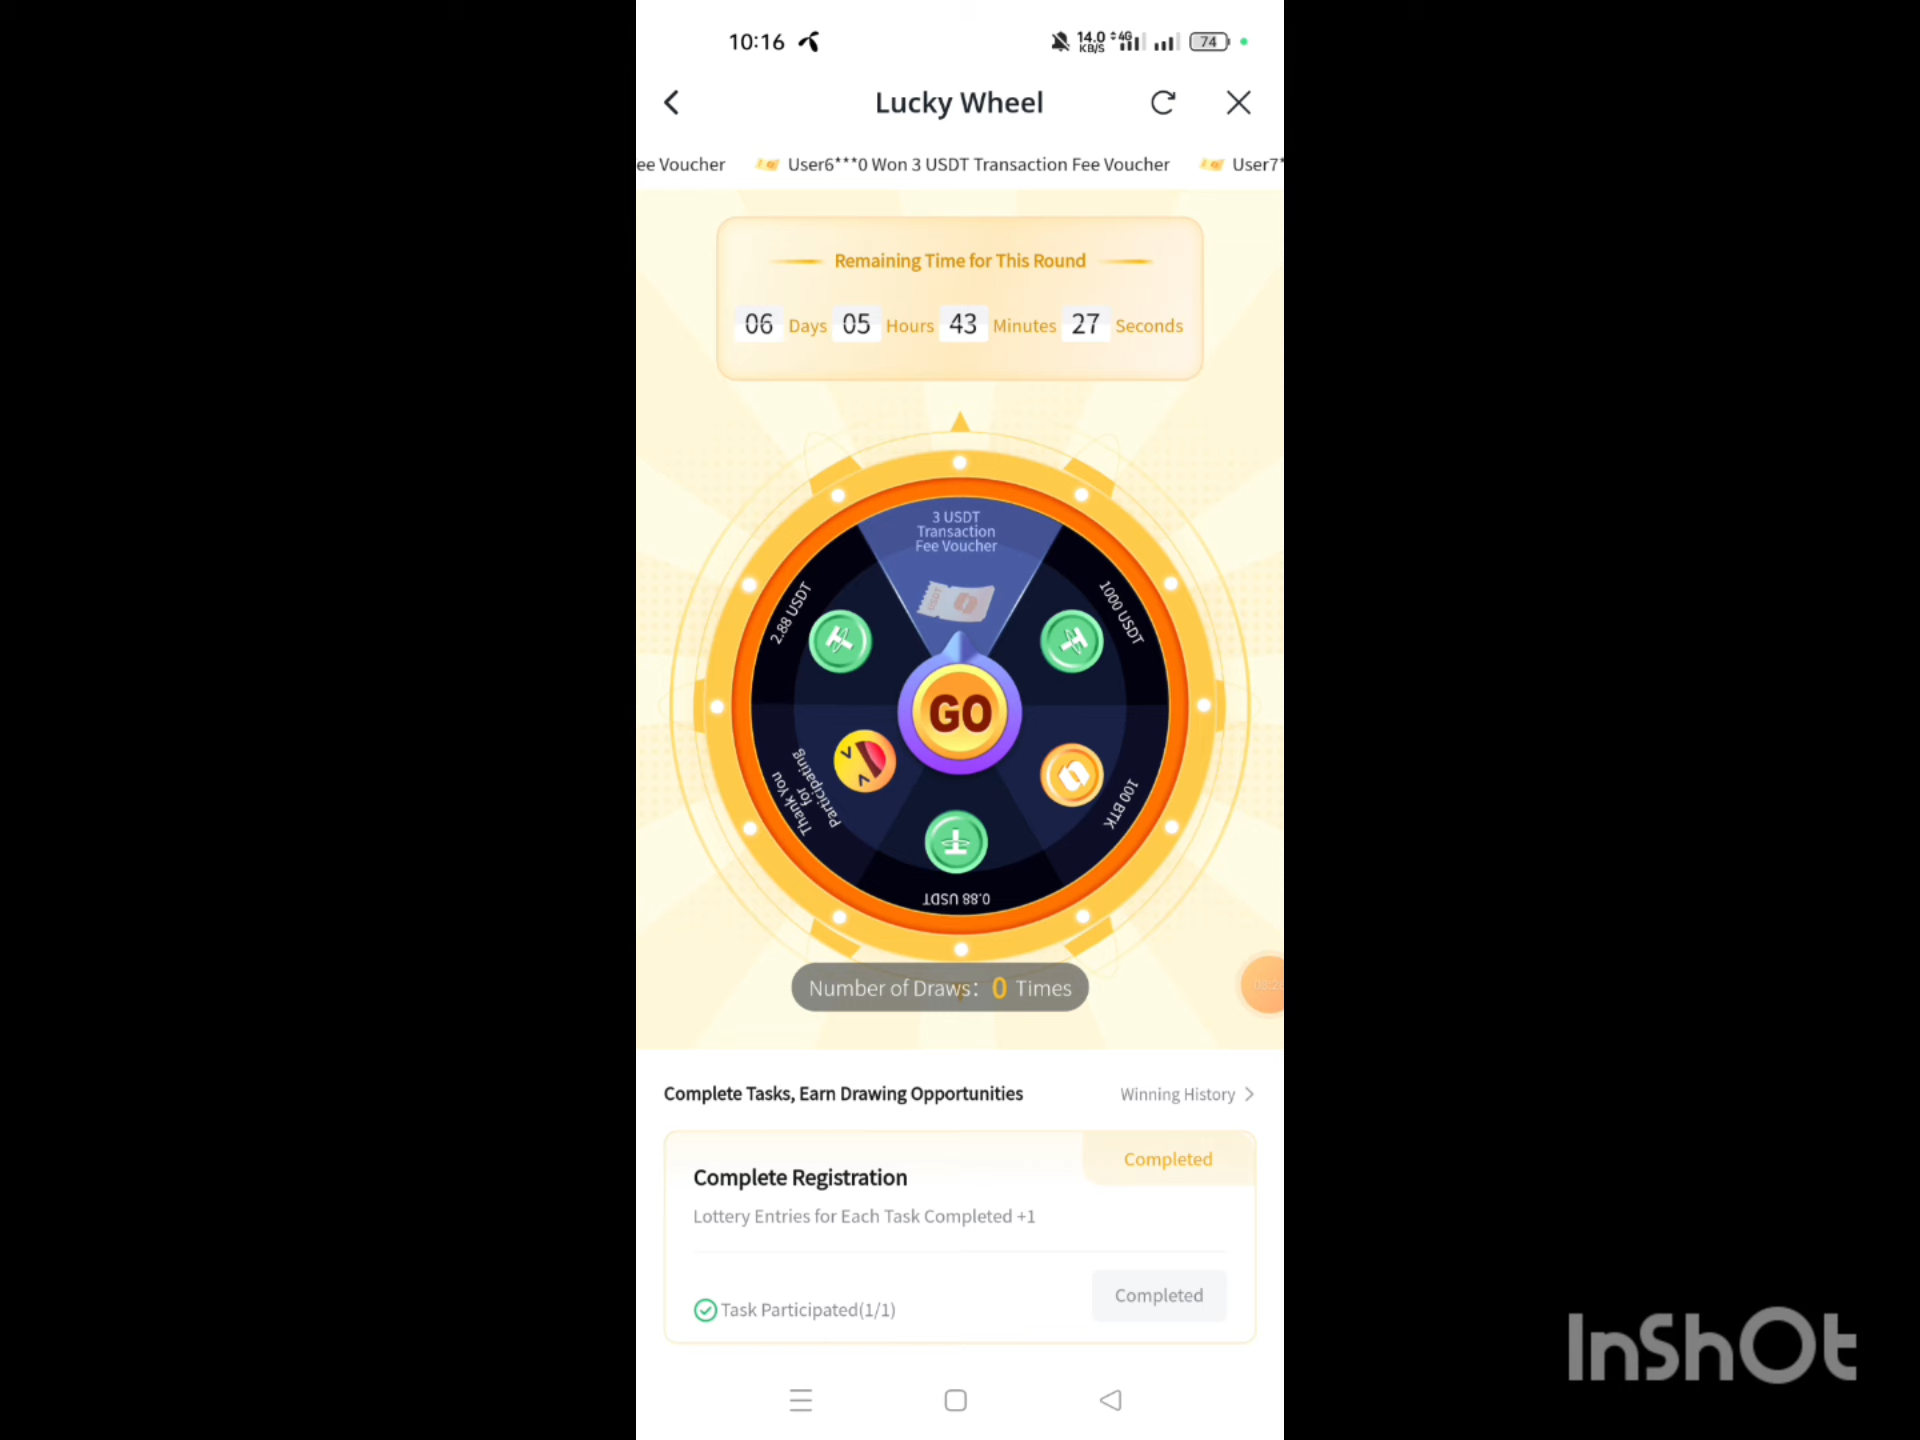 10:16
14.0 KB/S 4G 74
Lucky Wheel
ee Voucher User6***0 Won 3 USDT Transaction Fee Voucher User7*
Remaining Time for This Round
06 Days 05 Hours 43 Minutes 27 Seconds
3 USDT
Transaction
Fee Voucher
2.88 USDT
1000 USDT
GO
Thank You
for
Participating
100 BTK
0.88 USDT
Number of Draws: 0 Times
Complete Tasks, Earn Drawing Opportunities
Winning History
Completed
Complete Registration
Lottery Entries for Each Task Completed +1
Task Participated(1/1)
Completed
InShOt